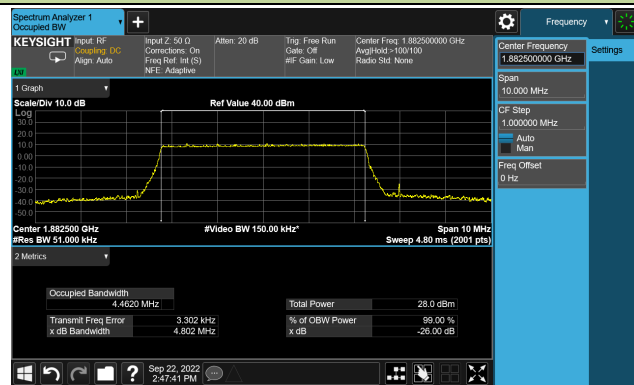 Spectrum Analyzer 1
Occupied BW
Frequency
KEYSIGHT
Input: RF
Coupling: DC
Align: Auto
Input Z: 50 Ω
Corrections: On
Freq Ref: Int (S)
NFE: Adaptive
Atten: 20 dB
Trig: Free Run
Gate: Off
#IF Gain: Low
Center Freq: 1.882500000 GHz
Avg|Hold:>100/100
Radio Std: None
1 Graph
Scale/Div 10.0 dB
Ref Value 40.00 dBm
Log
30.0
20.0
10.0
0.00
-10.0
-20.0
-30.0
-40.0
-50.0
Center 1.882500 GHz
#Video BW 150.00 kHz*
Span 10 MHz
#Res BW 51.000 kHz
Sweep 4.80 ms (2001 pts)
2 Metrics
Occupied Bandwidth
4.4620 MHz
Total Power
28.0 dBm
Transmit Freq Error
3.302 kHz
% of OBW Power
99.00 %
x dB Bandwidth
4.802 MHz
x dB
-26.00 dB
Sep 22, 2022
2:47:41 PM
Center Frequency
1.882500000 GHz
Settings
Span
10.000 MHz
CF Step
1.000000 MHz
Auto
Man
Freq Offset
0 Hz